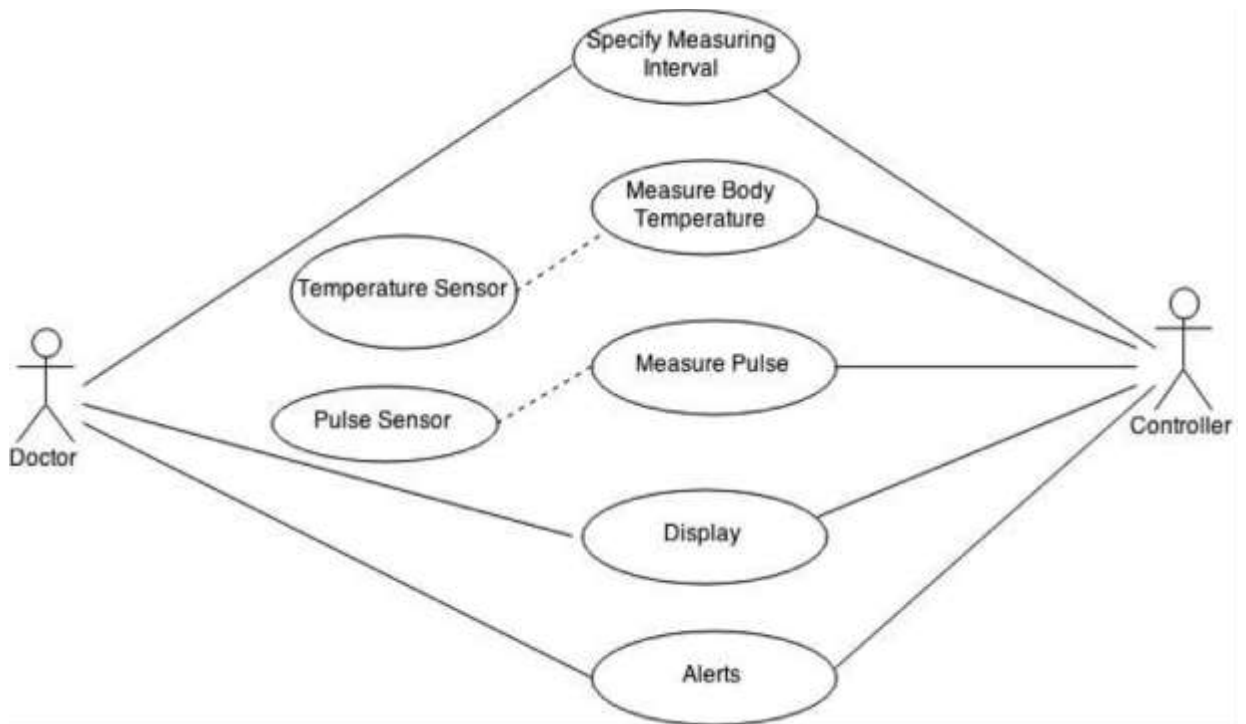 Specify Measuring
Interval
Measure Body
Temperature
Temperature Sensor
Measure Pulse
Pulse Sensor
Doctor
Controller
Display
Alerts